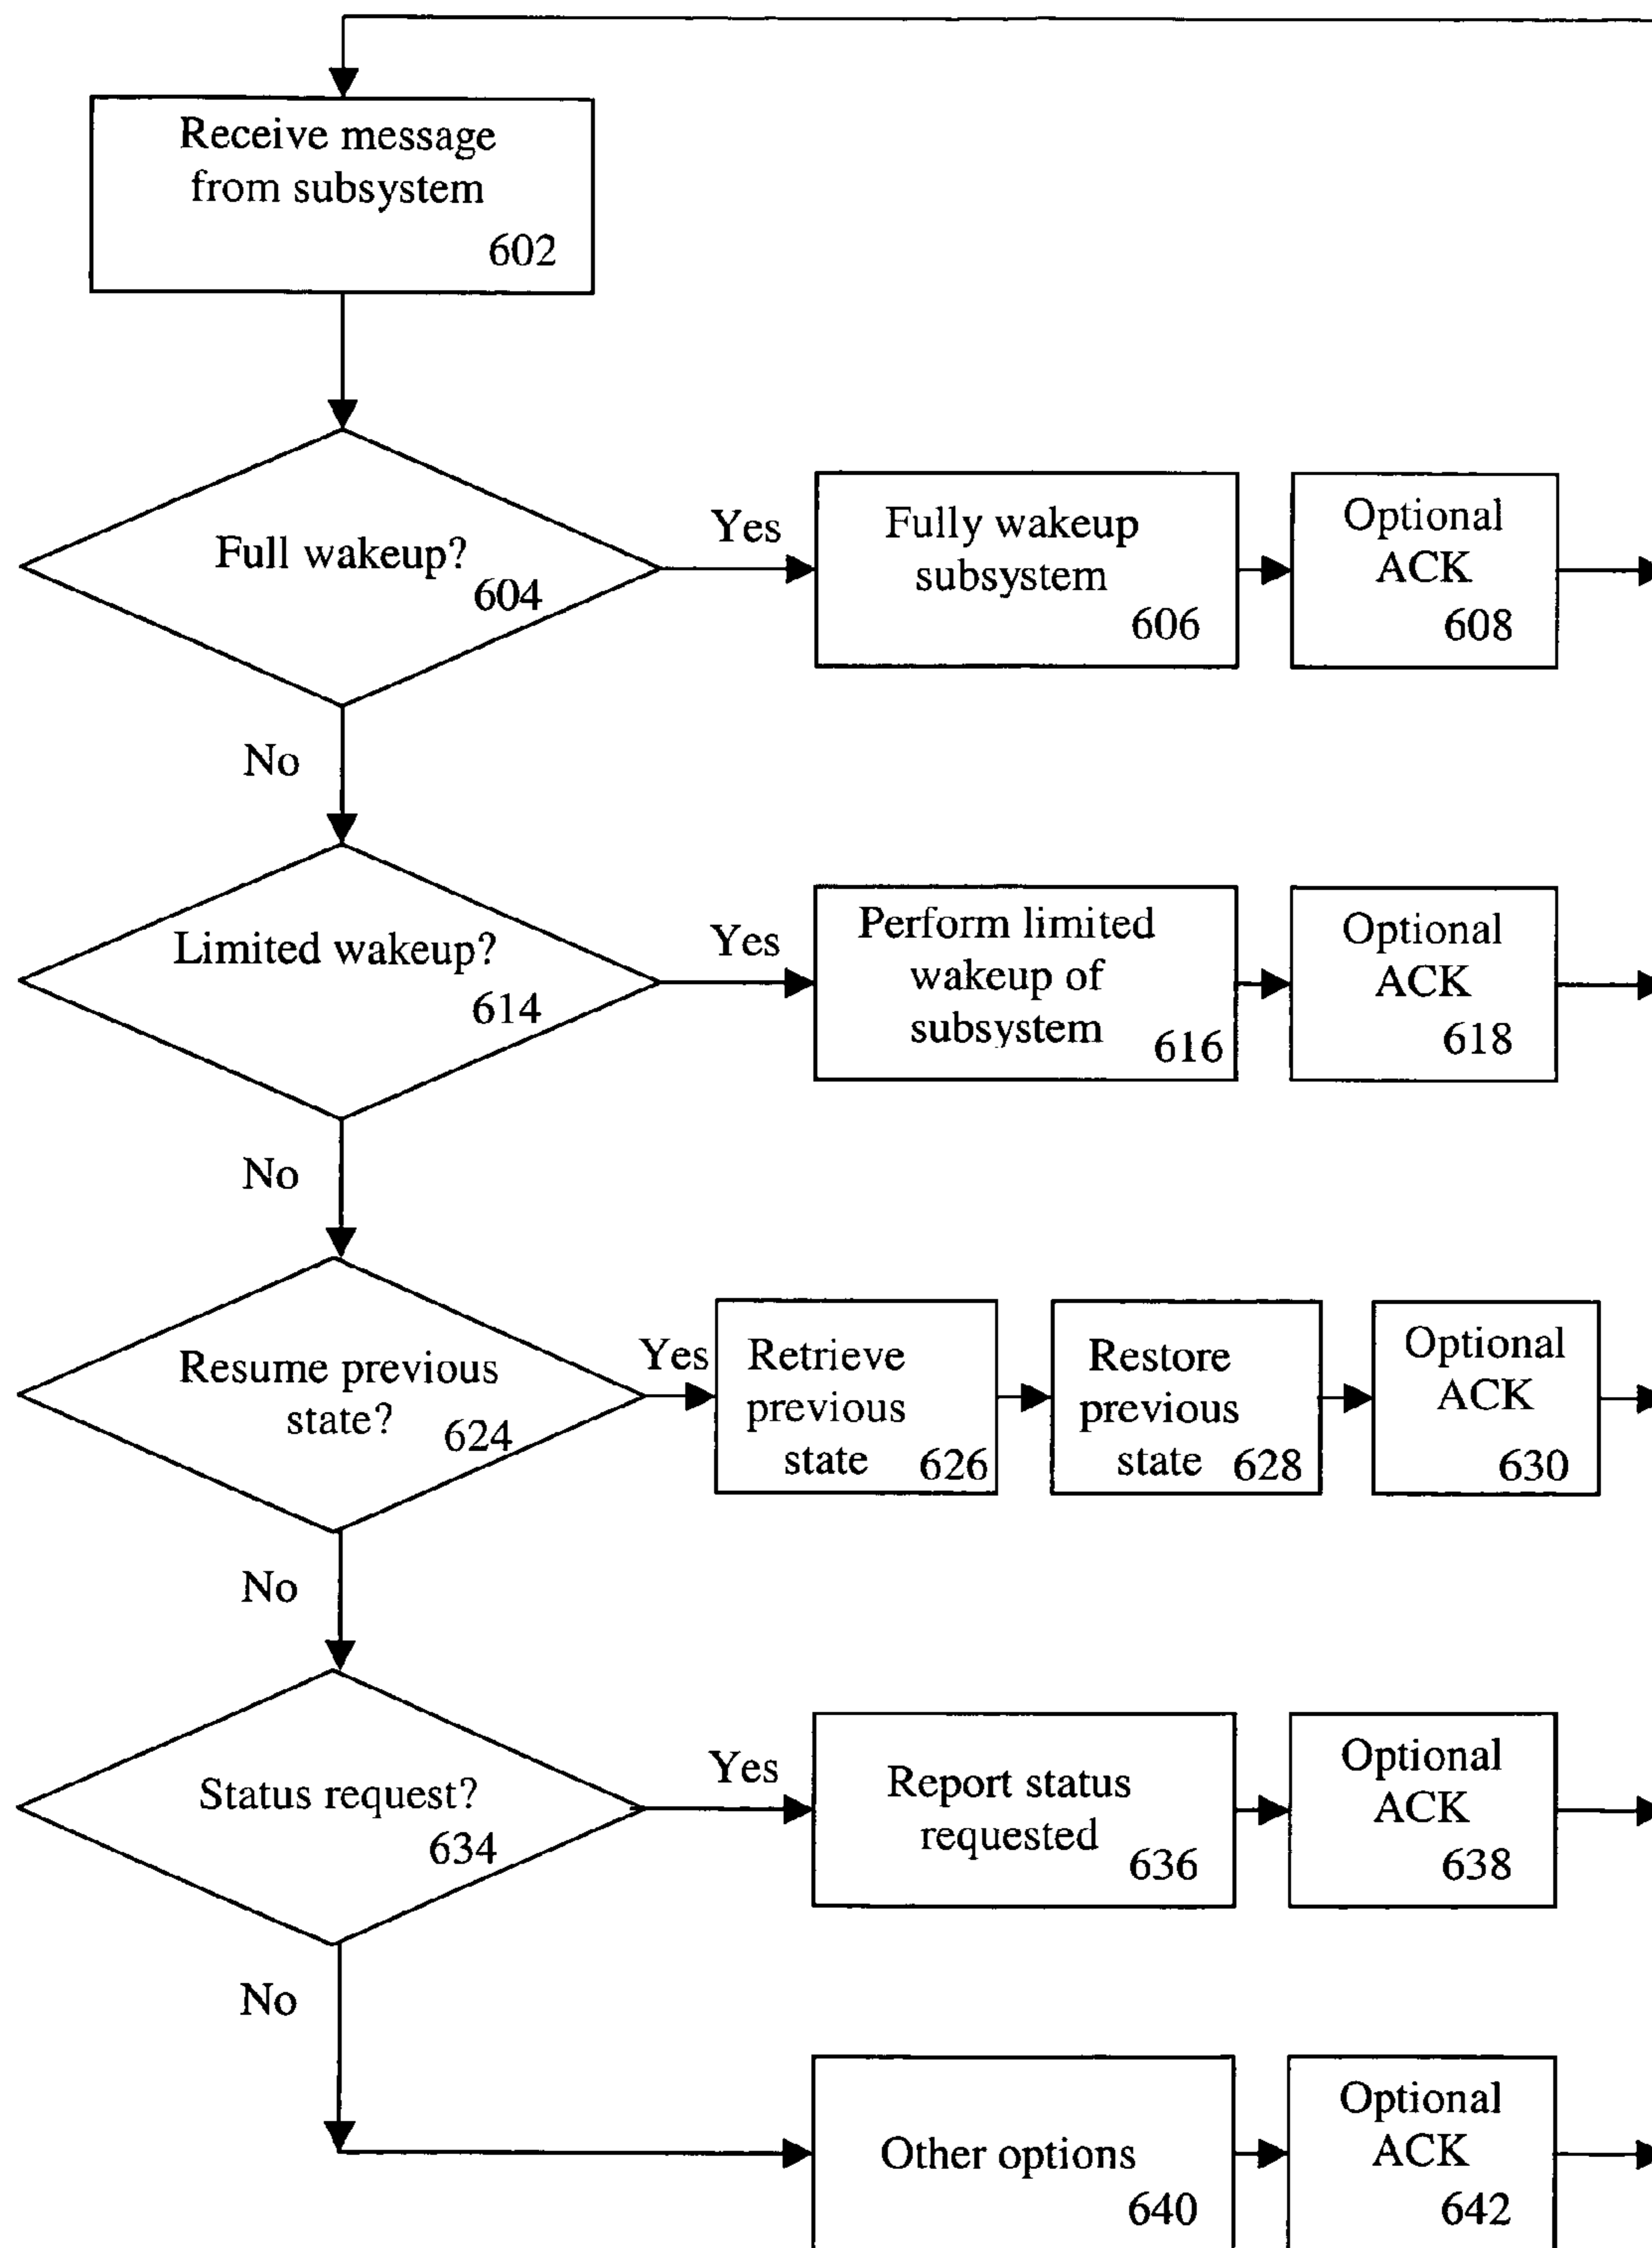 Receive message
from subsystem
602
Full wakeup?
604
Yes
Fully wakeup
subsystem
606
Optional
ACK
608
No
Limited wakeup?
614
Yes
Perform limited
wakeup of
subsystem
616
Optional
ACK
618
No
Resume previous
state?
624
Yes
Retrieve
previous
state
626
Restore
previous
state
628
Optional
ACK
630
No
Status request?
634
Yes
Report status
requested
636
Optional
ACK
638
No
Other options
640
Optional
ACK
642